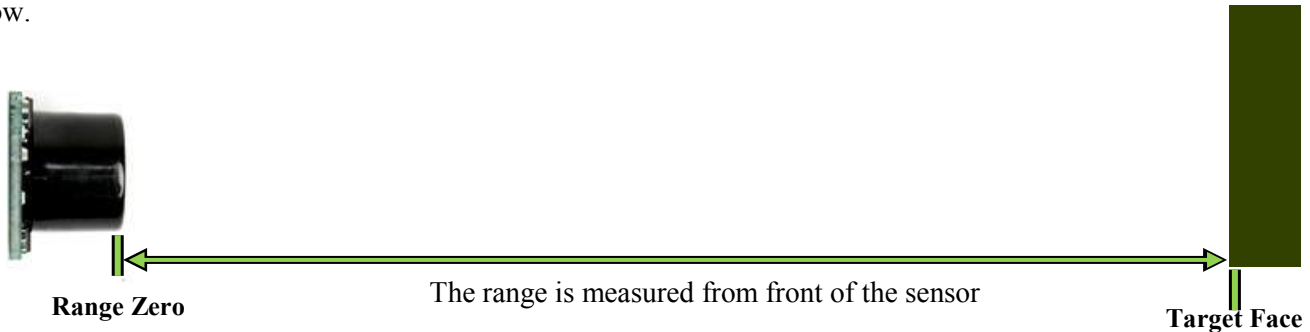 ow.
The range is measured from front of the sensor
Range Zero
Target Face